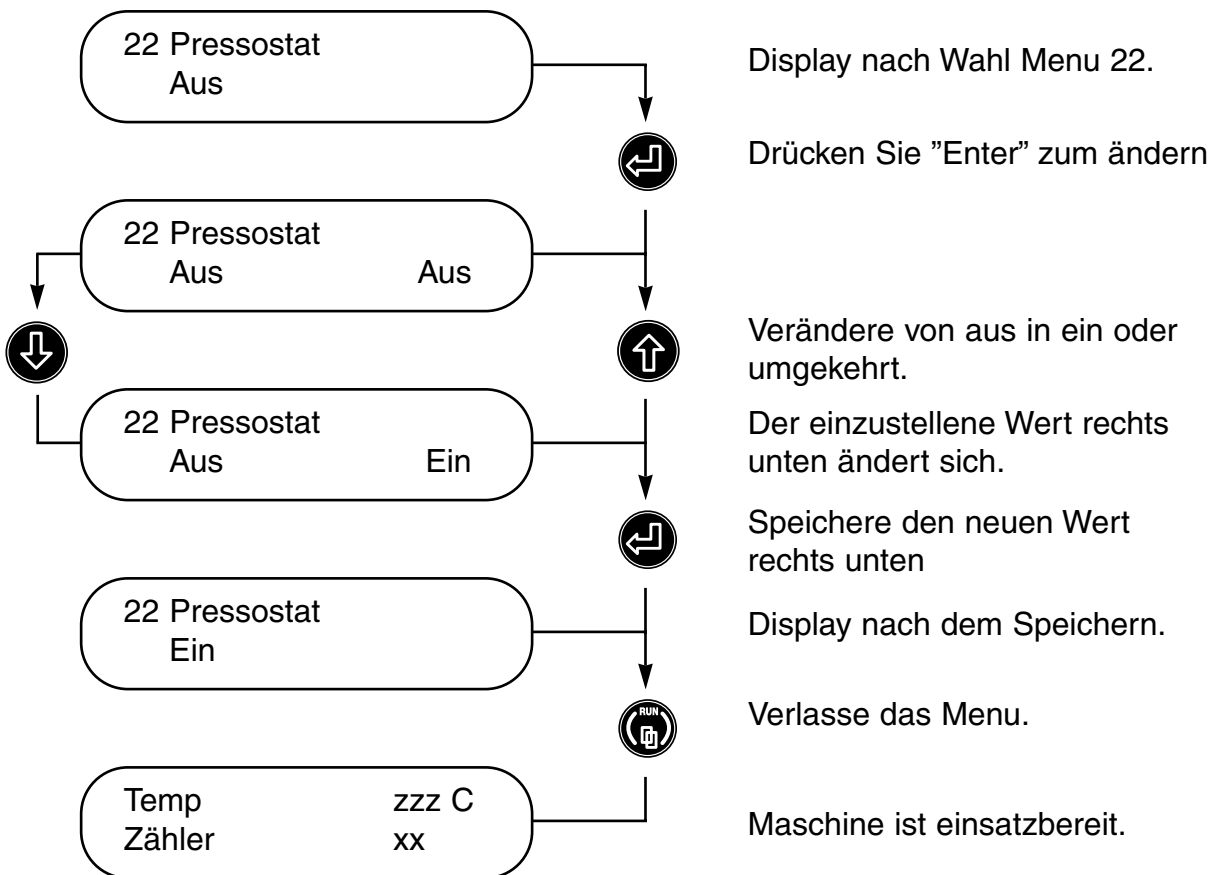 22 Pressostat
Aus
Display nach Wahl Menu 22.
Drücken Sie ”Enter” zum ändern
22 Pressostat
Aus Aus
Verändere von aus in ein oder
umgekehrt.
22 Pressostat
Aus Ein
Der einzustellene Wert rechts
unten ändert sich.
Speichere den neuen Wert
rechts unten
22 Pressostat
Ein
Display nach dem Speichern.
RUN
Verlasse das Menu.
Temp zzz C
Zähler xx
Maschine ist einsatzbereit.